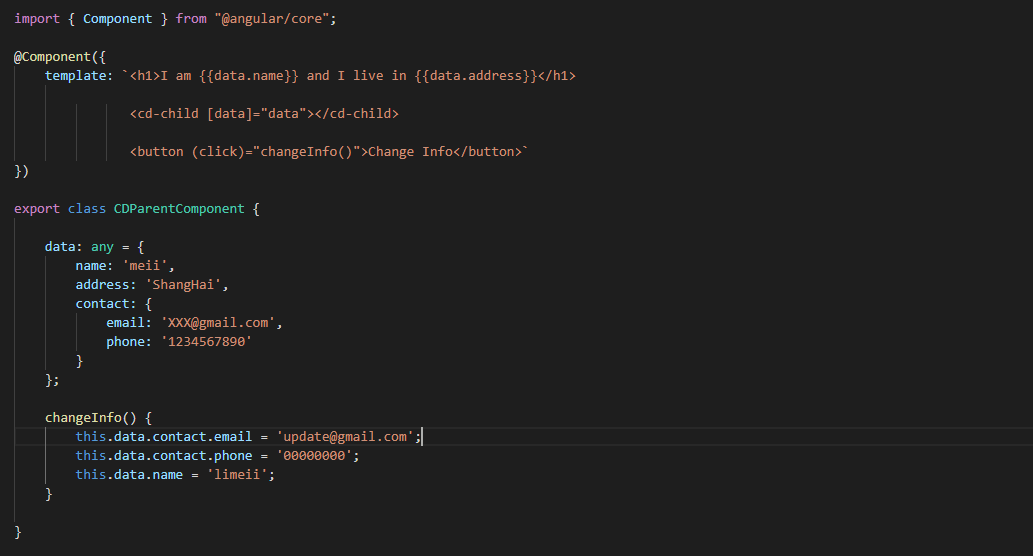 import { Component } from "@angular/core";
@Component({
template: `<h1>I am {{data.name}} and I live in {{data.address}}</h1>
<cd-child [data]="data"></cd-child>
<button (click)="changeInfo()">Change Info</button>`
})
export class CDParentComponent {
data: any = {
name: 'meii',
address: 'ShangHai',
contact: {
email: 'XXX@gmail.com',
phone: '1234567890'
}
};
changeInfo() {
this.data.contact.email = 'update@gmail.com';
this.data.contact.phone = '00000000';
this.data.name = 'limeii';
}
}